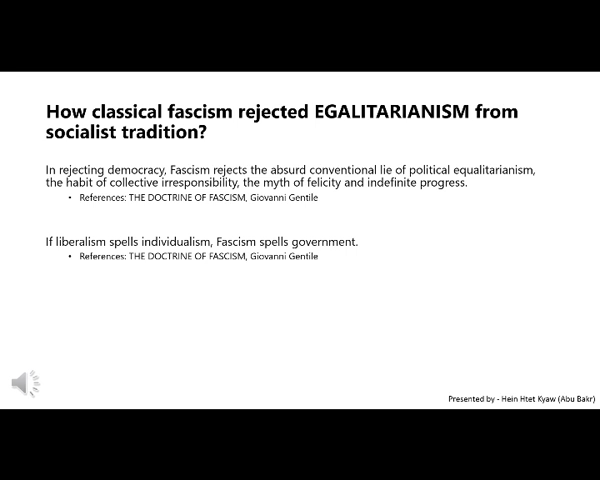 How classical fascism rejected EGALITARIANISM from
socialist tradition?
In rejecting democracy, Fascism rejects the absurd conventional lie of political equalitarianism,
the habit of collective irresponsibility, the myth of felicity and indefinite progress.
• References: THE DOCTRINE OF FASCISM, Giovanni Gentile
If liberalism spells individualism, Fascism spells government.
• References: THE DOCTRINE OF FASCISM, Giovanni Gentile
Presented by - Hein Htet Kyaw (Abu Bakr)